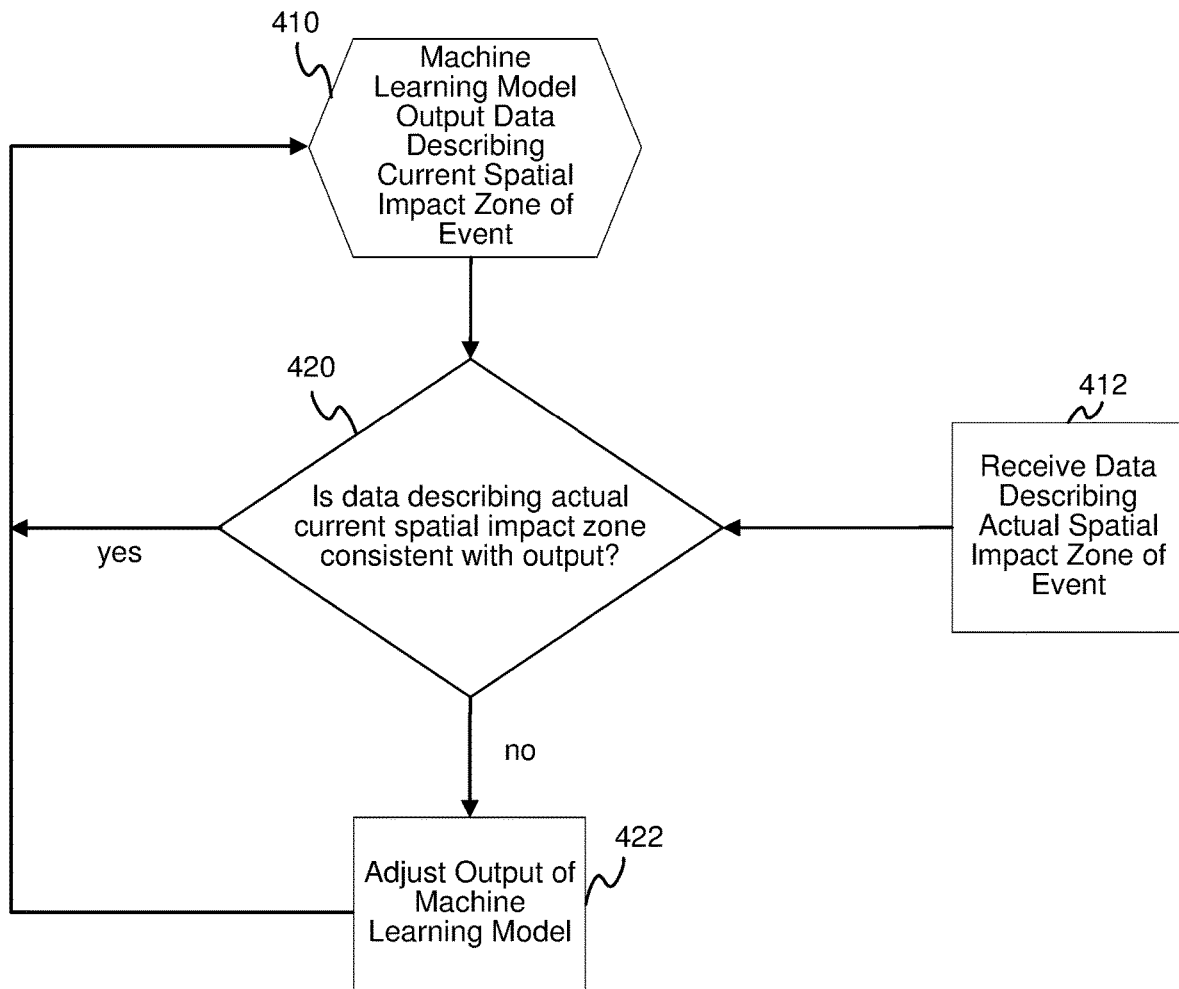 410
Machine
Learning Model
Output Data
Describing
Current Spatial
Impact Zone of
Event
420
Is data describing actual
current spatial impact zone
consistent with output?
412
Receive Data
Describing
Actual Spatial
Impact Zone of
Event
yes
no
422
Adjust Output of
Machine
Learning Model